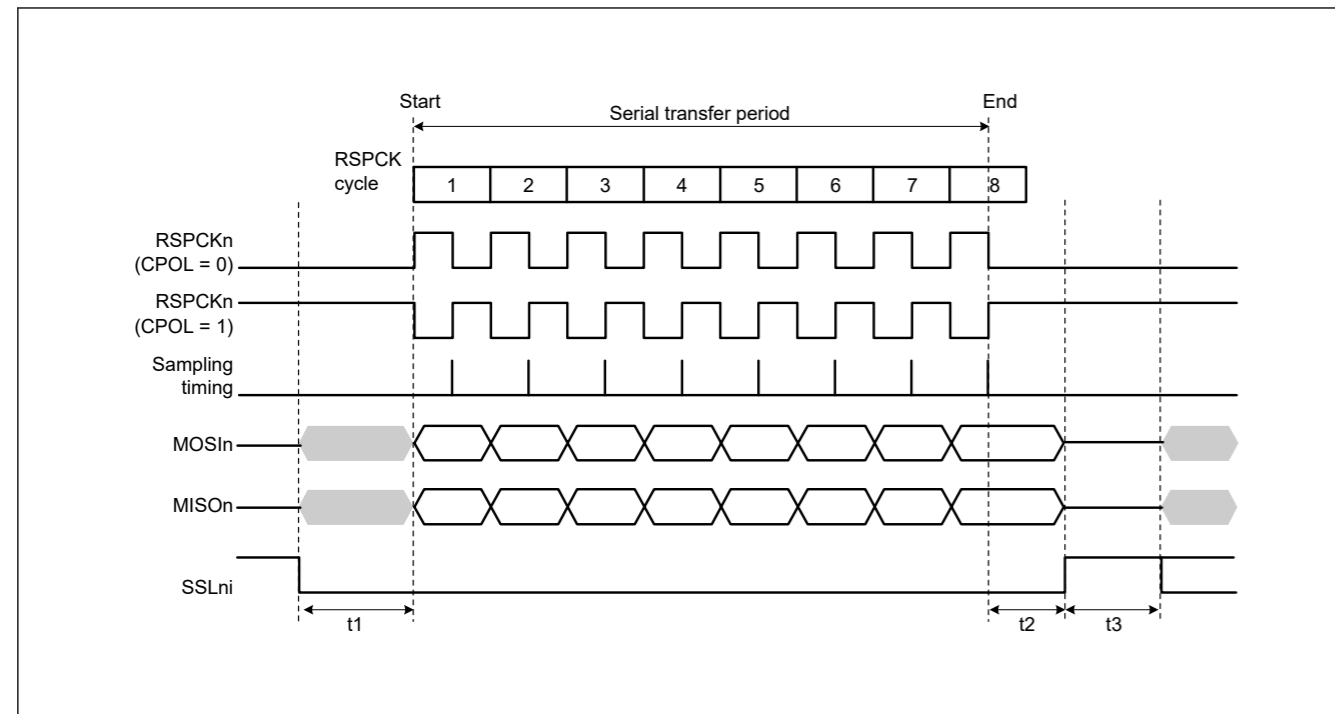 Start
End
Serial transfer period
RSPCK
cycle
1 2 3 4 5 6 7 8
RSPCKn
(CPOL = 0)
RSPCKn
(CPOL = 1)
Sampling
timing
MOSIn
MISOn
SSLni
t1
t2
t3